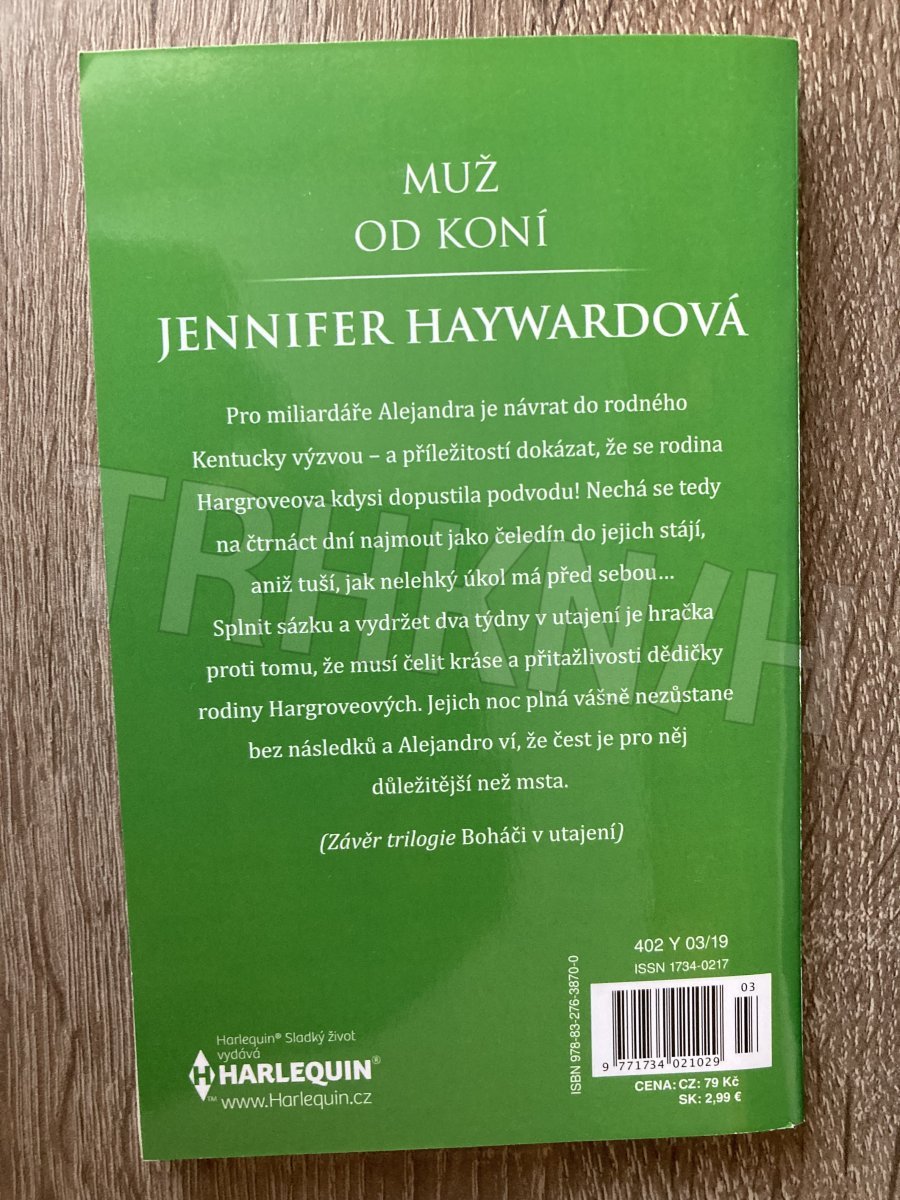 MUŽ
OD KONÍ
JENNIFER HAYWARDOVÁ
Pro miliardáře Alejandra je návrat do rodného
Kentucky výzvou – a příležitostí dokázat, že se rodina
Hargroveova kdysi dopustila podvodu! Nechá se tedy
na čtrnáct dní najmout jako čeledín do jejich stájí,
aniž tuší, jak nelehký úkol má před sebou...
Splnit sázku a vydržet dva týdny v utajení je hračka
proti tomu, že musí čelit kráse a přitažlivosti dědičky
rodiny Hargroveových. Jejich noc plná vášně nezůstane
bez následků a Alejandro ví, že čest je pro něj
důležitější než msta.
(Závěr trilogie Boháči v utajení)
402 Y 03/19
ISSN 1734-0217
ISBN 978-83-276-3870-0
03
9 771734 021029
CENA: CZ: 79 Kč
SK: 2,99 €
Harlequin® Sladký život
vydává
HARLEQUIN®
™ www.Harlequin.cz
TRHKNIH